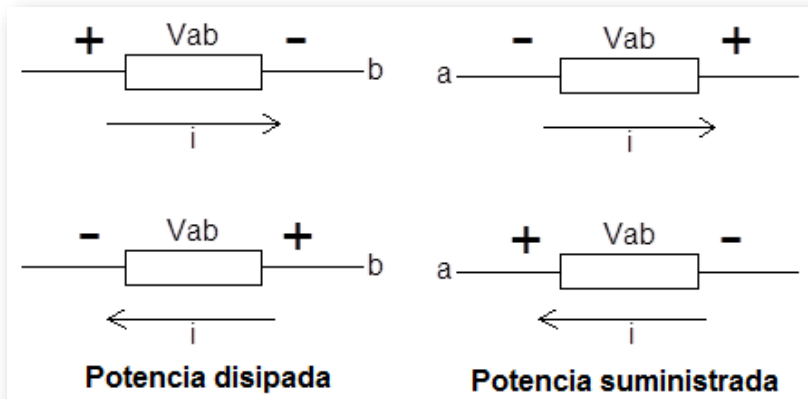 + Vab - b
i
- Vab + b
i
Potencia disipada
a - Vab +
i
a + Vab -
i
Potencia suministrada